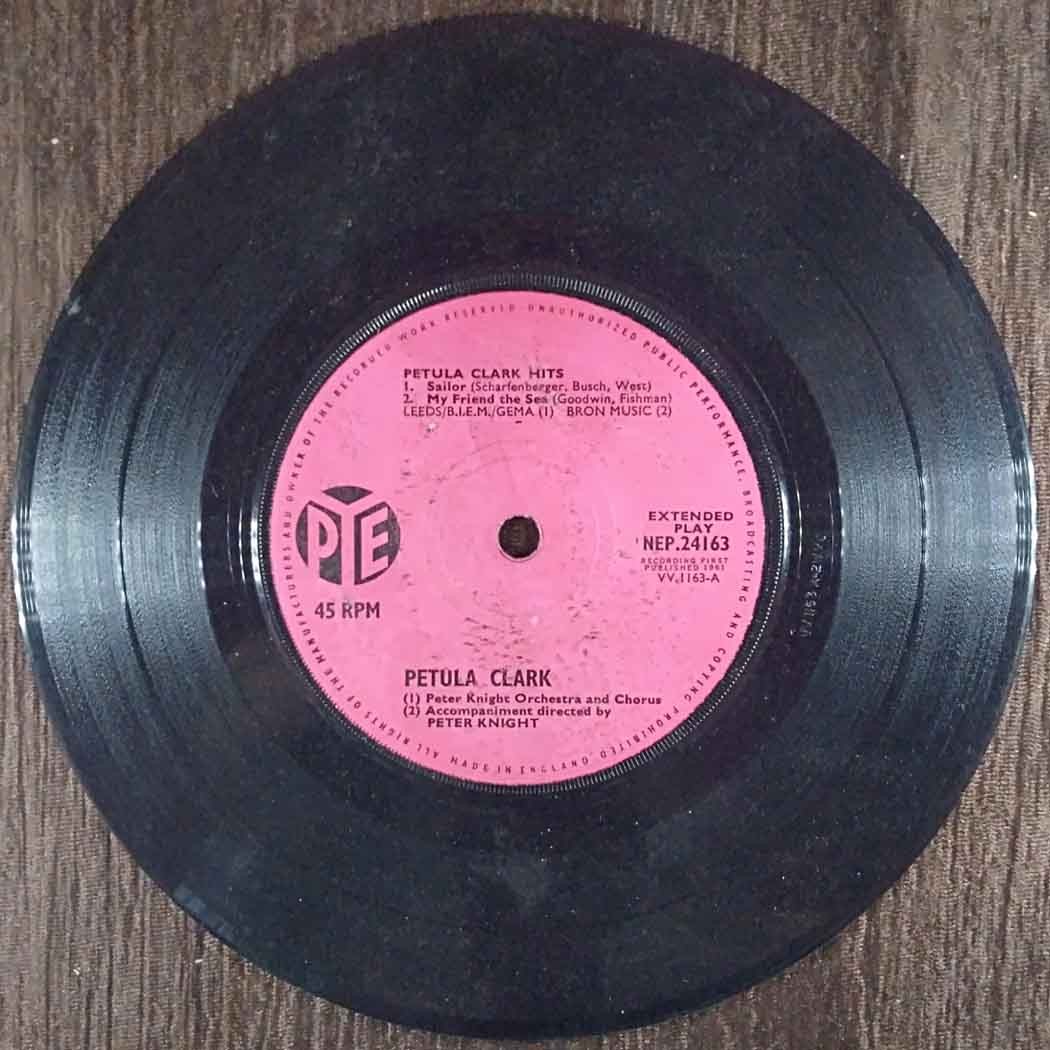 PETULA CLARK HITS
1. Sailor (Scharfenberger, Busch, West)
2. My Friend the Sea (Goodwin, Fishman)
LEEDS/B.I.E.M./GEMA (1) BRON MUSIC (2)
PYE
45 RPM
EXTENDED
PLAY
NEP.24163
RECORDING FIRST
PUBLISHED 1961
VV.1163-A
PETULA CLARK
(1) Peter Knight Orchestra and Chorus
(2) Accompaniment directed by
PETER KNIGHT
ALL RIGHTS OF THE MANUFACTURERS AND OWNER OF THE RECORDED WORK RESERVED. UNAUTHORIZED PUBLIC PERFORMANCE, BROADCASTING AND COPYING PROHIBITED.
MADE IN ENGLAND.